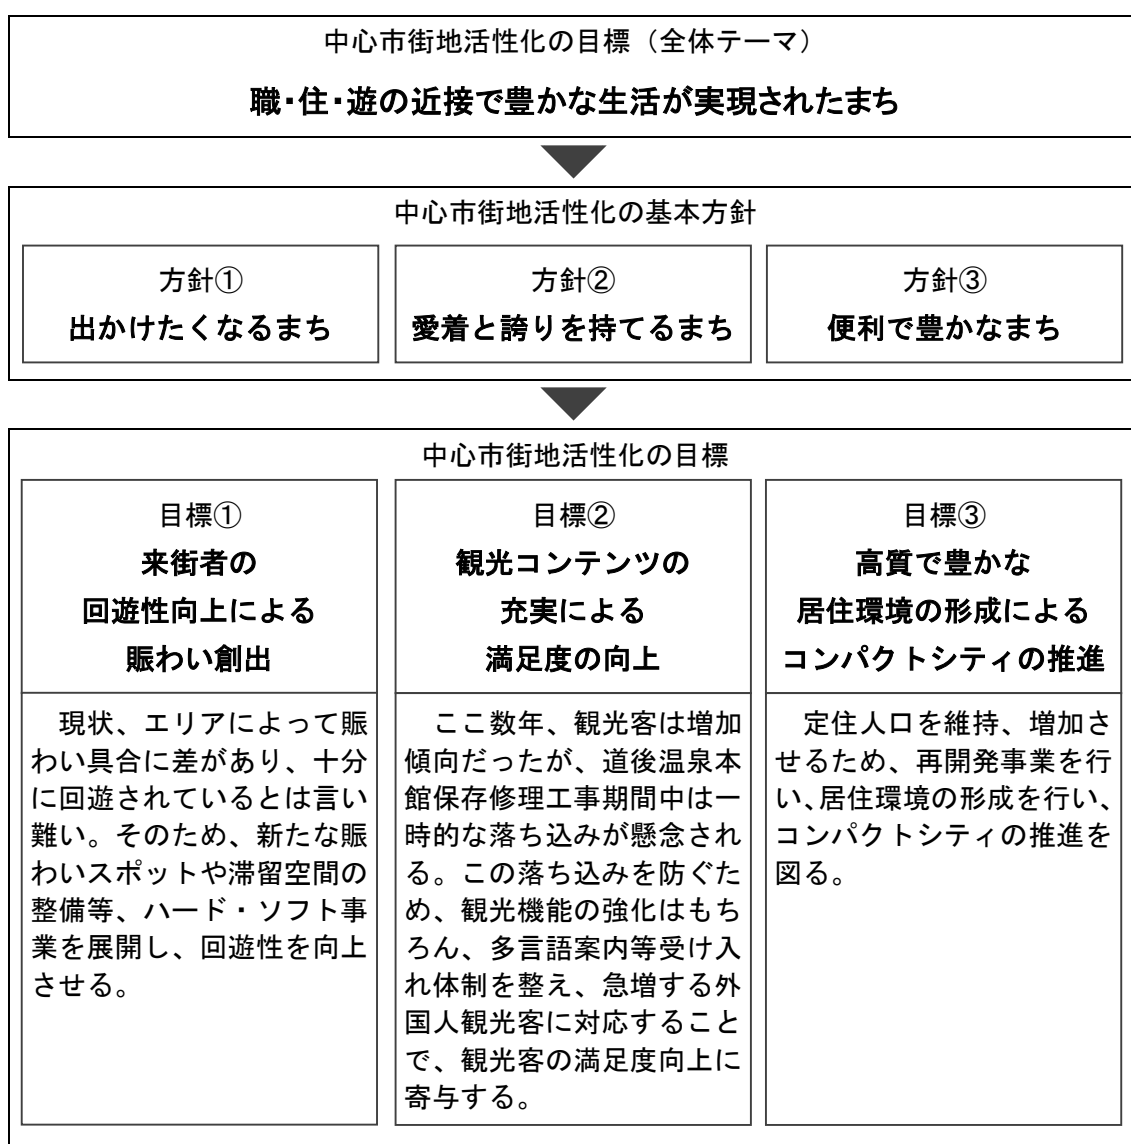 中心市街地活性化の目標（全体テーマ）
職・住・遊の近接で豊かな生活が実現されたまち
中心市街地活性化の基本方針
方針①
出かけたくなるまち
方針②
愛着と誇りを持てるまち
方針③
便利で豊かなまち
中心市街地活性化の目標
目標①
来街者の
回遊性向上による
賑わい創出
現状、エリアによって賑
わい具合に差があり、十分
に回遊されているとは言い
難い。そのため、新たな賑
わいスポットや滞留空間の
整備等、ハード・ソフト事
業を展開し、回遊性を向上
させる。
目標②
観光コンテンツの
充実による
満足度の向上
ここ数年、観光客は増加
傾向だったが、道後温泉本
館保存修理工事期間中は一
時的な落ち込みが懸念され
る。この落ち込みを防ぐた
め、観光機能の強化はもち
ろん、多言語案内等受け入
れ体制を整え、急増する外
国人観光客に対応すること
で、観光客の満足度向上に
寄与する。
目標③
高質で豊かな
居住環境の形成による
コンパクトシティの推進
定住人口を維持、増加さ
せるため、再開発事業を行
い、居住環境の形成を行い、
コンパクトシティの推進を
図る。